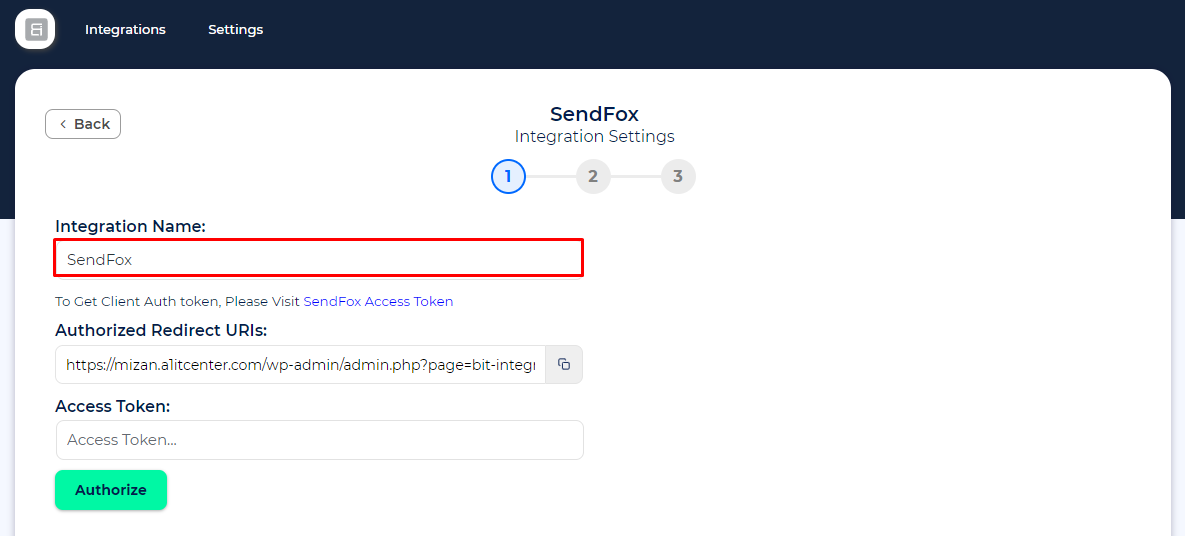 Integrations Settings
Back
SendFox
Integration Settings
1 2 3
Integration Name:
SendFox
To Get Client Auth token, Please Visit SendFox Access Token
Authorized Redirect URIs:
https://mizan.a1itcenter.com/wp-admin/admin.php?page=bit-integr
Access Token:
Access Token...
Authorize